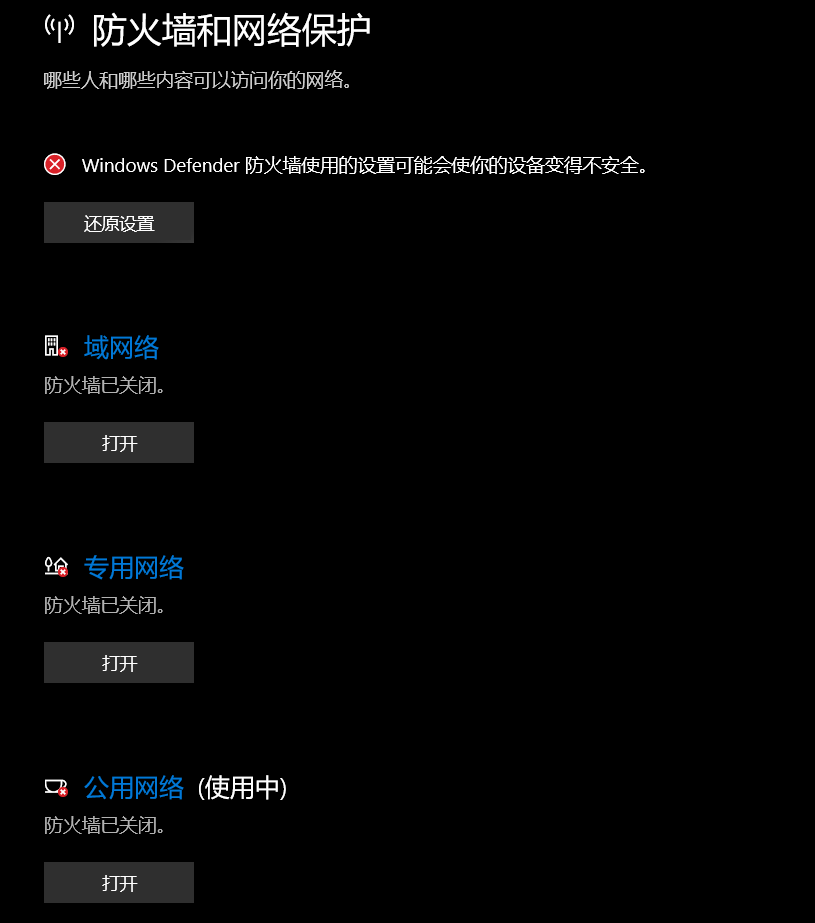 防火墙和网络保护
哪些人和哪些内容可以访问你的网络。
Windows Defender 防火墙使用的设置可能会使你的设备变得不安全。
还原设置
域网络
防火墙已关闭。
打开
专用网络
防火墙已关闭。
打开
公用网络 (使用中)
防火墙已关闭。
打开